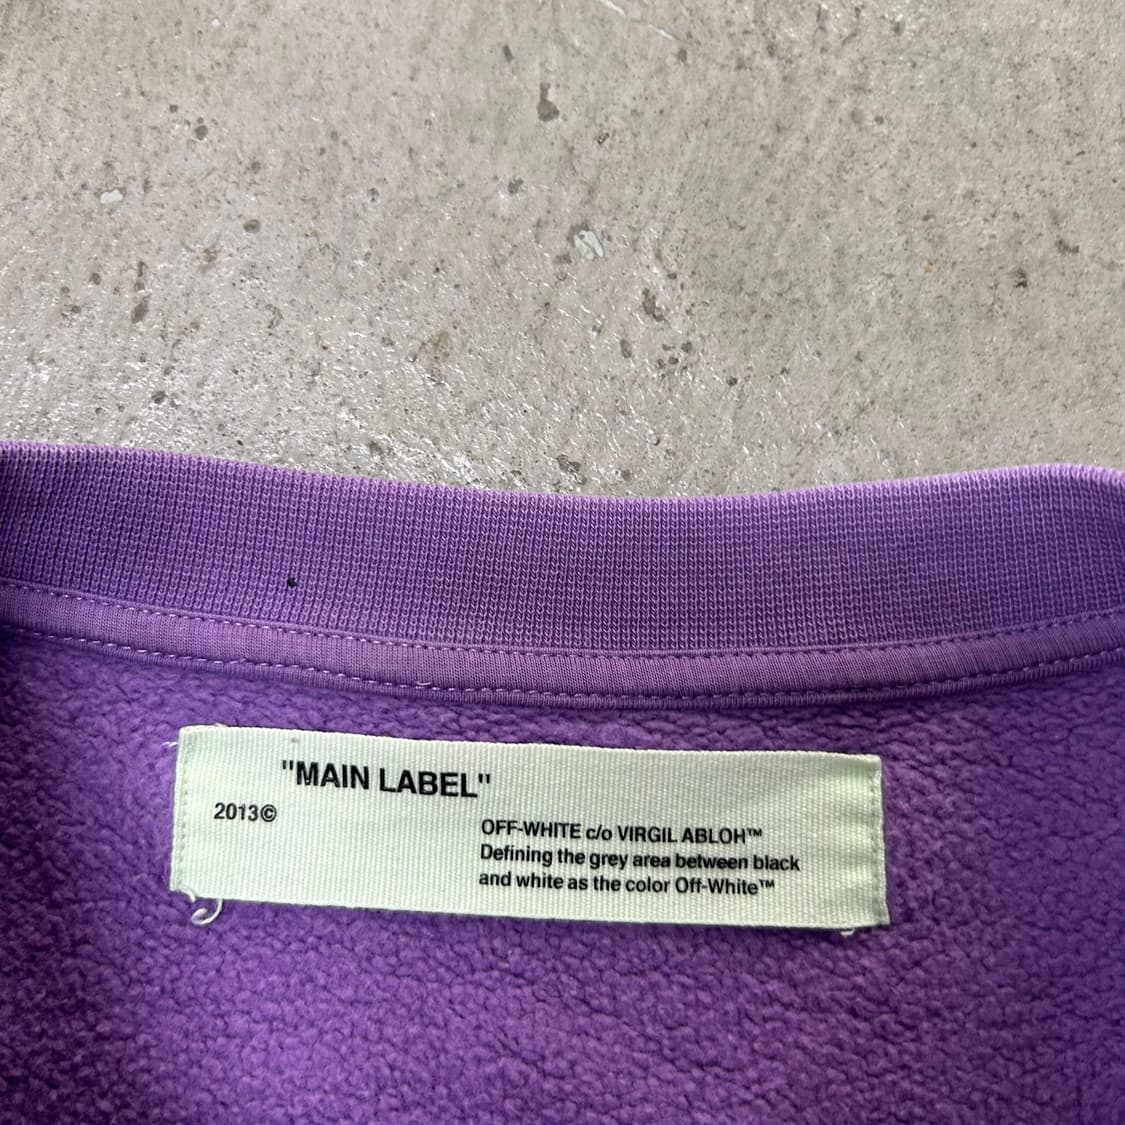 "MAIN LABEL"
2013©
OFF-WHITE c/o VIRGIL ABLOH™
Defining the grey area between black
and white as the color Off-White™